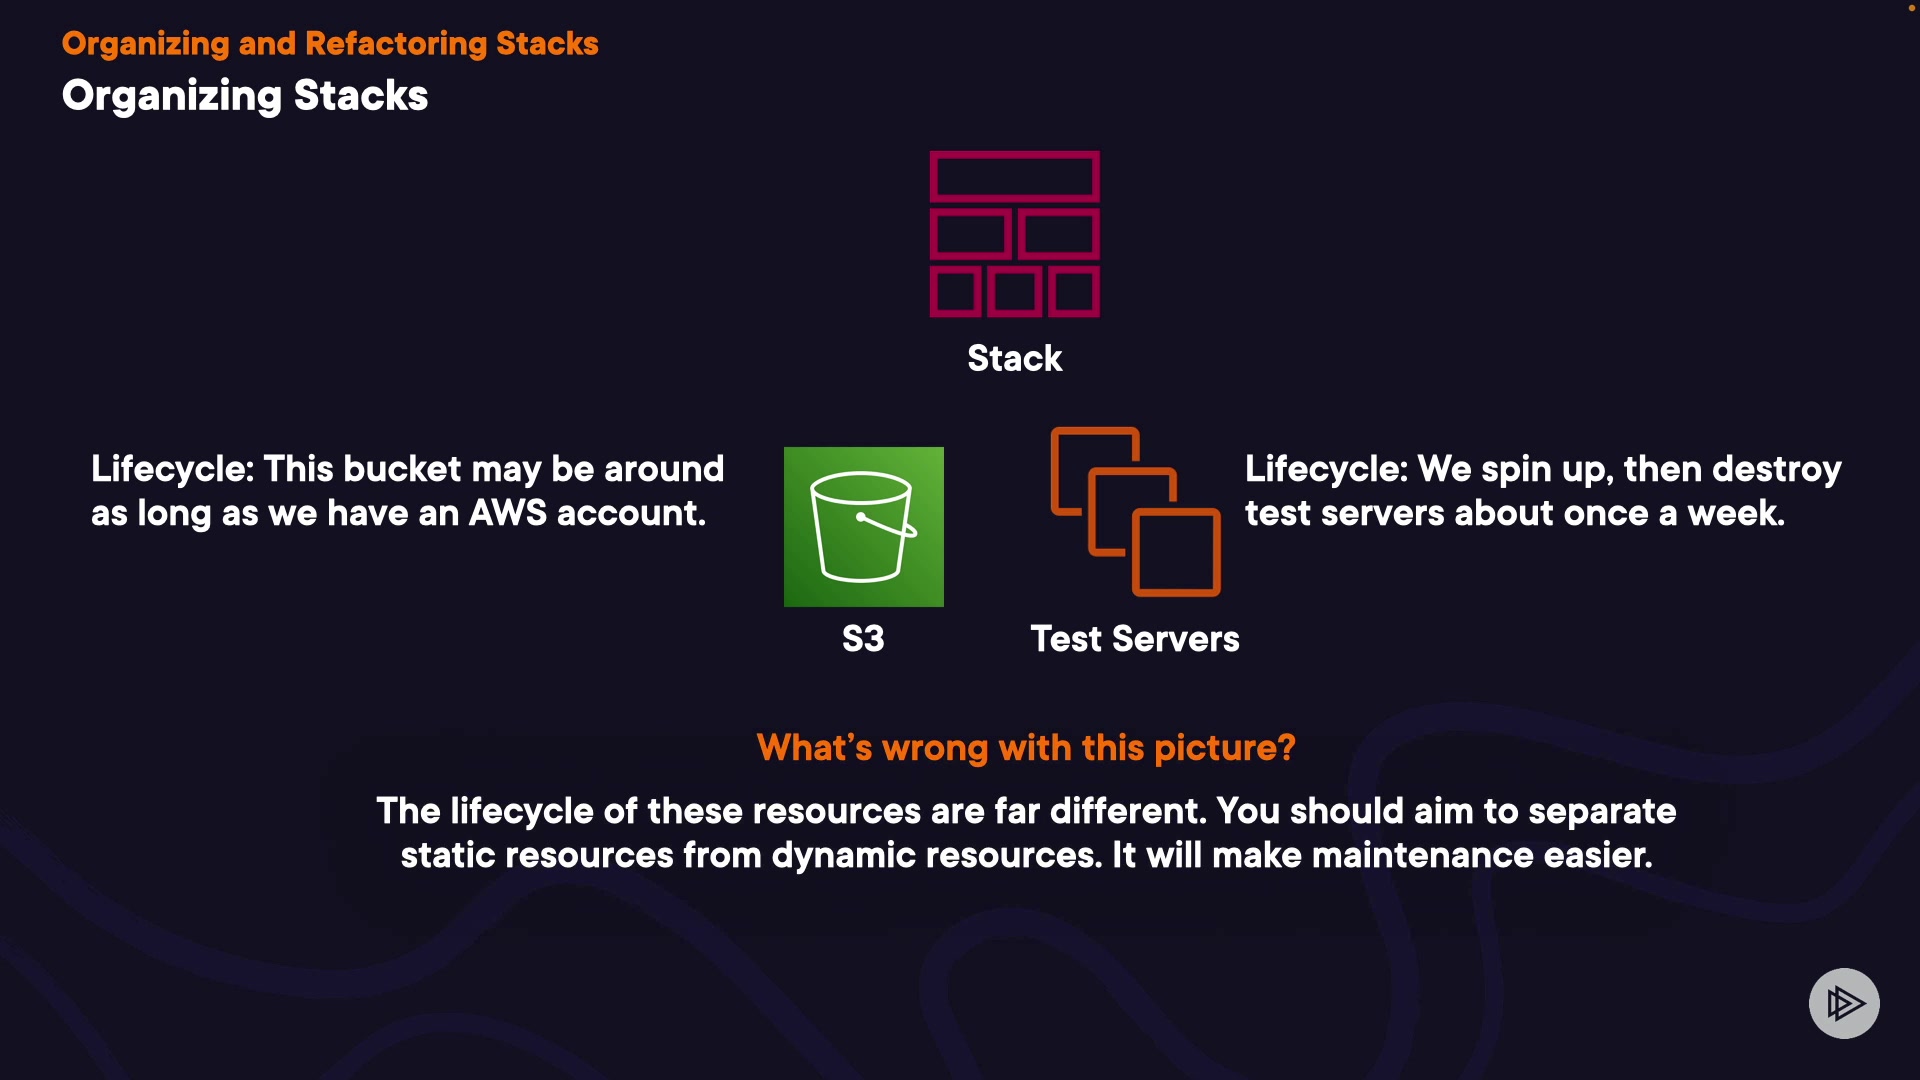 Organizing and Refactoring Stacks
Organizing Stacks
Stack
Lifecycle: This bucket may be around
as long as we have an AWS account.
S3
Test Servers
Lifecycle: We spin up, then destroy
test servers about once a week.
What’s wrong with this picture?
The lifecycle of these resources are far different. You should aim to separate
static resources from dynamic resources. It will make maintenance easier.